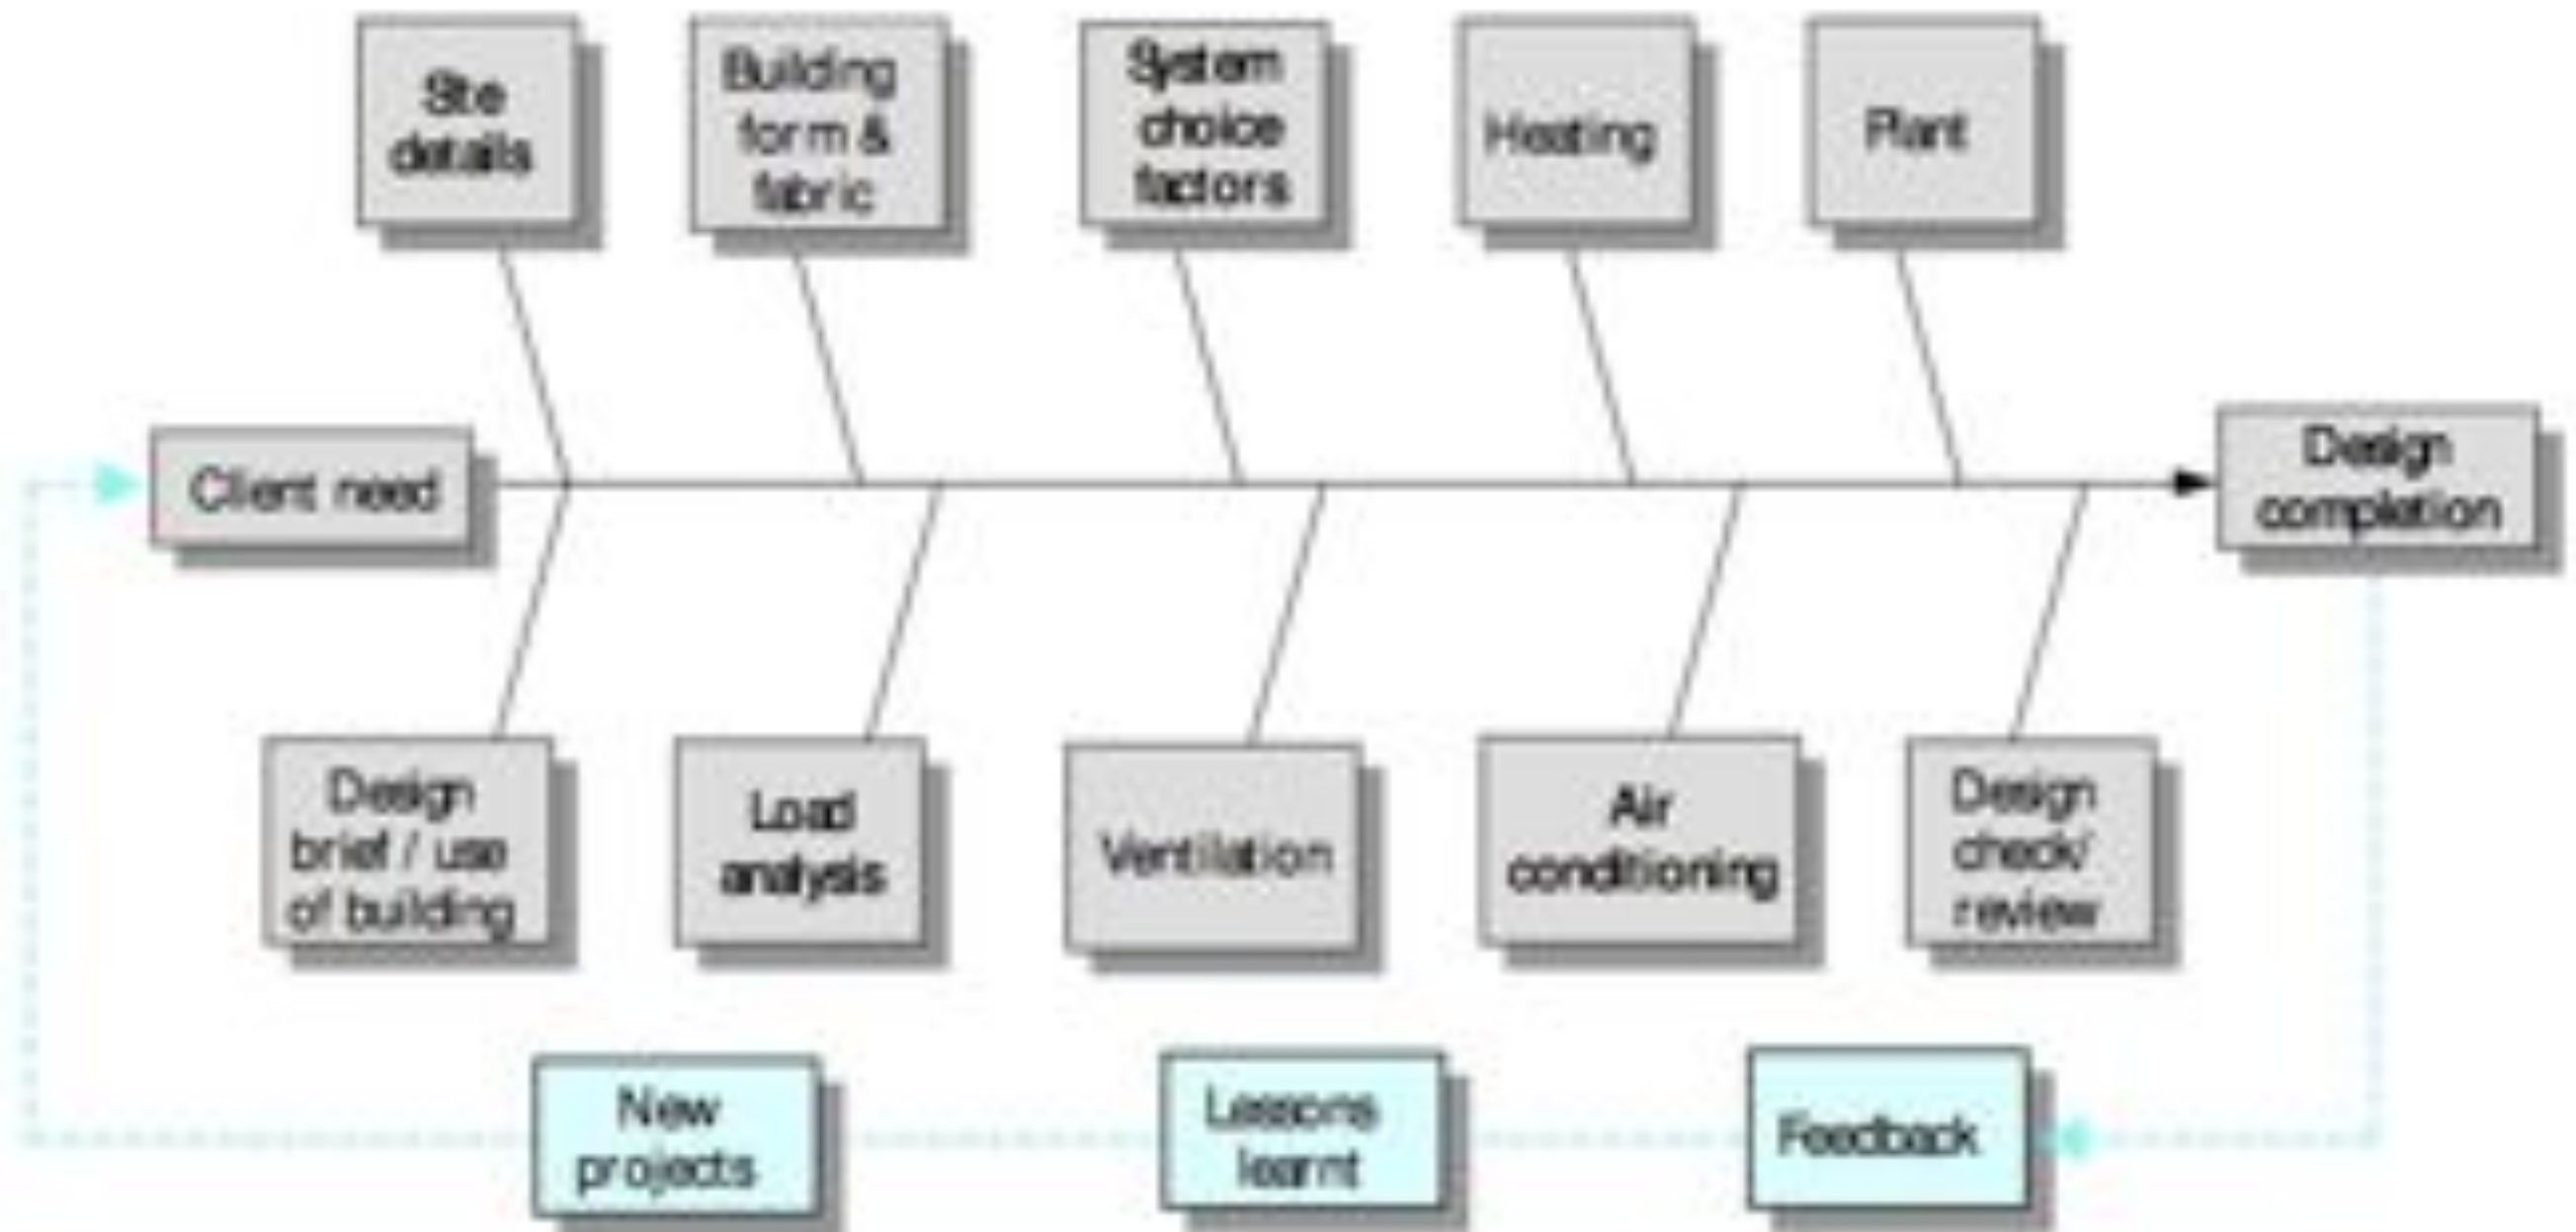 Site
details
Building
form &
fabric
System
choice
factors
Heating
Plant
Client need
Design
completion
Design
brief / use
of building
Load
analysis
Ventilation
Air
conditioning
Design
check/
review
New
projects
Lessons
learnt
Feedback